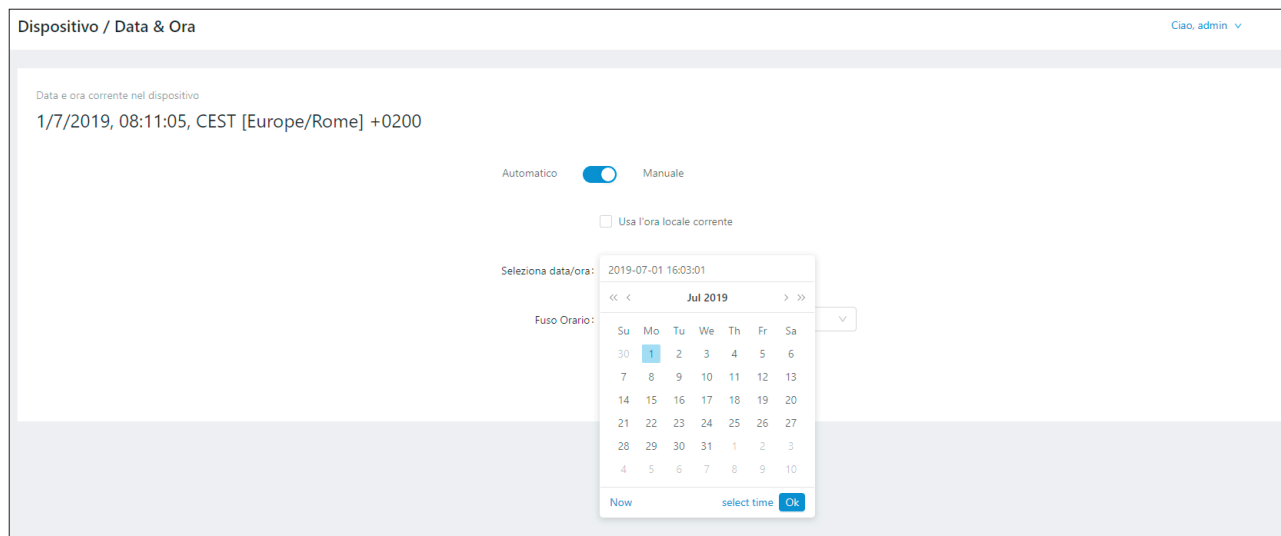 Dispositivo / Data & Ora
Ciao, admin
Data e ora corrente nel dispositivo
1/7/2019, 08:11:05, CEST [Europe/Rome] +0200
Automatico Manuale
Usa l'ora locale corrente
Seleziona data/ora: 2019-07-01 16:03:01
Jul 2019
Fuso Orario:
Su Mo Tu We Th Fr Sa
30 1 2 3 4 5 6
7 8 9 10 11 12 13
14 15 16 17 18 19 20
21 22 23 24 25 26 27
28 29 30 31 1 2 3
4 5 6 7 8 9 10
Now select time Ok